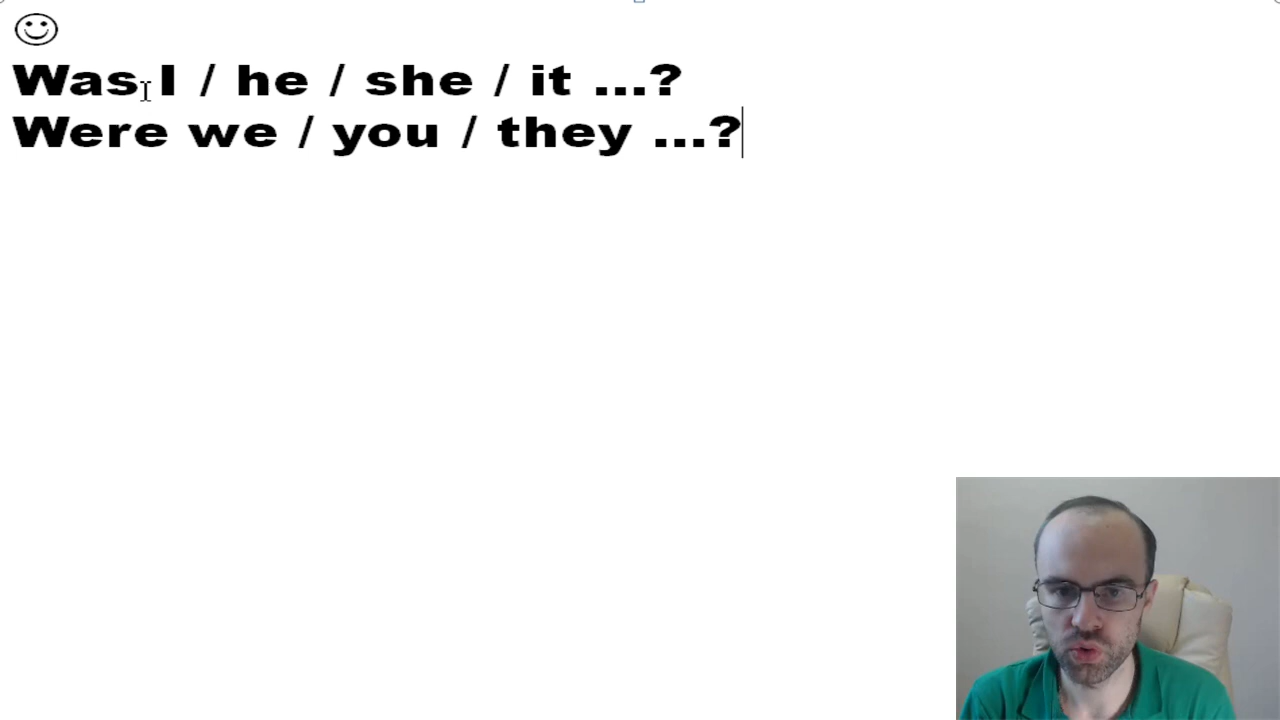 Was I / he / she / it ...?
Were we / you / they ...?